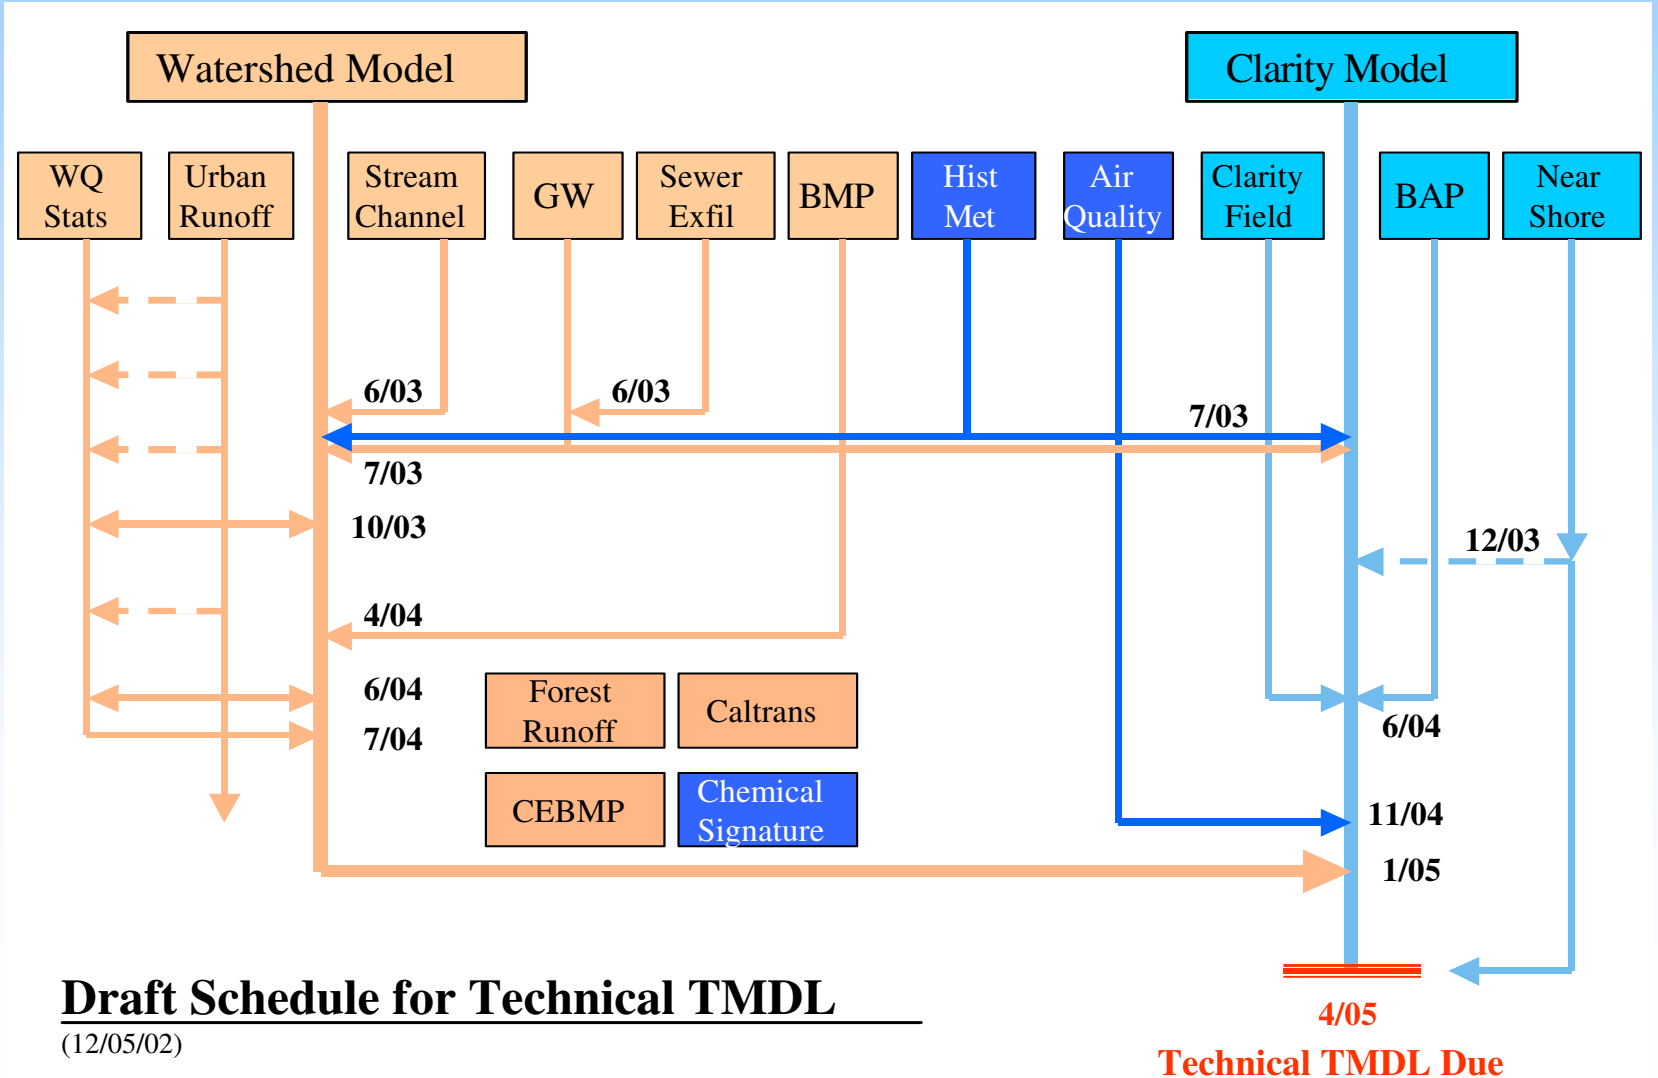 Watershed Model
Clarity Model
WQ
Stats
Urban
Runoff
Stream
Channel
GW
Sewer
Exfil
BMP
Hist
Met
Air
Quality
Clarity
Field
BAP
Near
Shore
6/03
6/03
7/03
7/03
10/03
12/03
4/04
6/04
7/04
Forest
Runoff
Caltrans
6/04
CEBMP
Chemical
Signature
11/04
1/05
Draft Schedule for Technical TMDL
(12/05/02)
4/05
Technical TMDL Due